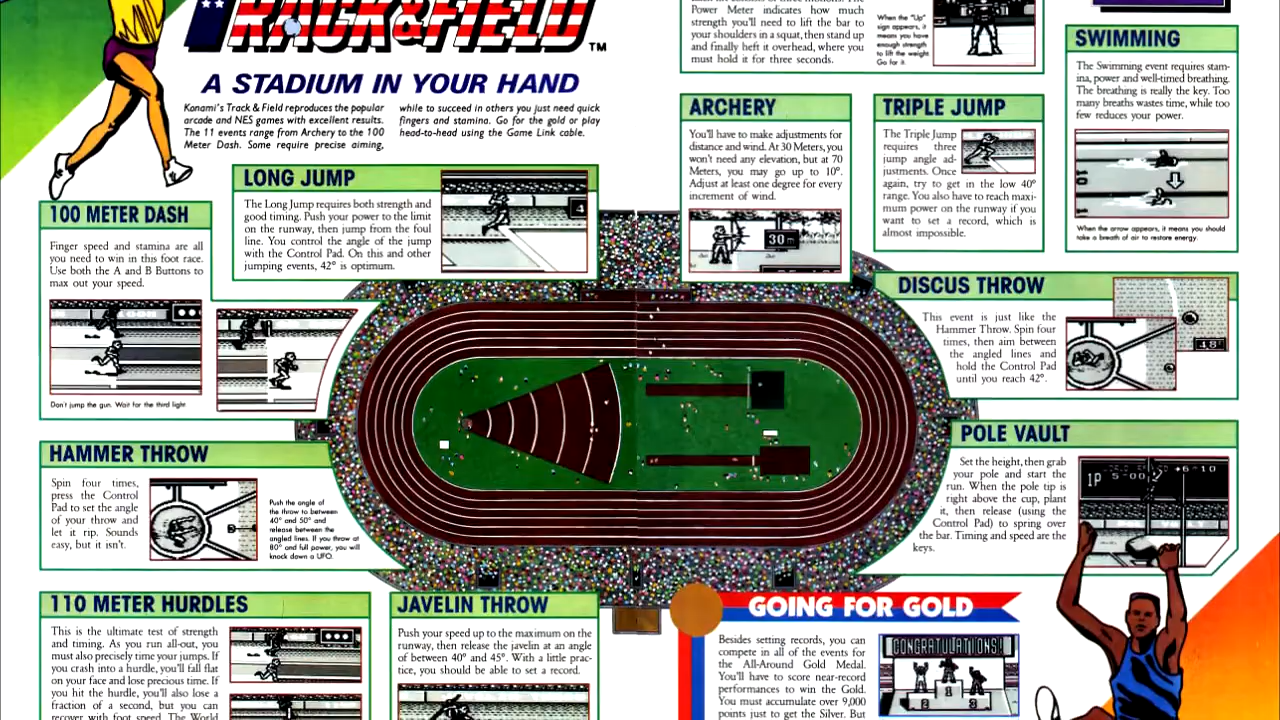 TRACK & FIELD™
A STADIUM IN YOUR HAND
Konami's Track & Field reproduces the popular
arcade and NES games with excellent results.
The 11 events range from Archery to the 100
Meter Dash. Some require precise aiming,
while to succeed in others you just need quick
fingers and stamina. Go for the gold or play
head-to-head using the Game Link cable.
Power Meter indicates how much
strength you'll need to lift the bar to
your shoulders in a squat, then stand up
and finally heft it overhead, where you
must hold it for three seconds.
When the "Up"
sign appears, it
means you have
enough strength
to lift the weight
Go for it.
SWIMMING
The Swimming event requires stam-
ina, power and well-timed breathing.
The breathing is really the key. Too
many breaths wastes time, while too
few reduces your power.
When the arrow appears, it means you should
take a breath of air to restore energy.
ARCHERY
You'll have to make adjustments for
distance and wind. At 30 Meters, you
won't need any elevation, but at 70
Meters, you may go up to 10°.
Adjust at least one degree for every
increment of wind.
30m
TRIPLE JUMP
The Triple Jump
requires three
jump angle ad-
justments. Once
again, try to get in the low 40°
range. You also have to reach maxi-
mum power on the runway if you
want to set a record, which is
almost impossible.
LONG JUMP
The Long Jump requires both strength and
good timing. Push your power to the limit
on the runway, then jump from the foul
line. You control the angle of the jump
with the Control Pad. On this and other
jumping events, 42° is optimum.
4
100 METER DASH
Finger speed and stamina are all
you need to win in this foot race.
Use both the A and B Buttons to
max out your speed.
Don't jump the gun. Wait for the third light
DISCUS THROW
This event is just like the
Hammer Throw. Spin four
times, then aim between
the angled lines and
hold the Control Pad
until you reach 42°.
48°
HAMMER THROW
Spin four times,
press the Control
Pad to set the angle
of your throw and
let it rip. Sounds
easy, but it isn't.
Push the angle of
the throw to between
40° and 50° and
release between the
angled lines. If you throw at
80° and full power, you will
knock down a UFO.
POLE VAULT
Set the height, then grab
your pole and start the
run. When the pole tip is
right above the cup, plant
it, then release (using the
Control Pad) to spring over
the bar. Timing and speed are the
keys.
1P
110 METER HURDLES
This is the ultimate test of strength
and timing. As you run all-out, you
must also precisely time your jumps. If
you crash into a hurdle, you'll fall flat
on your face and lose precious time. If
you hit the hurdle, you'll also lose a
fraction of a second, but you can
recover with foot speed. The World
JAVELIN THROW
Push your speed up to the maximum on the
runway, then release the javelin at an angle
of between 40° and 45°. With a little prac-
tice, you should be able to set a record.
GOING FOR GOLD
Besides setting records, you can
compete in all of the events for
the All-Around Gold Medal.
You'll have to score near-record
performances to win the Gold.
You must accumulate over 9,000
points just to get the Silver. But
CONGRATULATIONS!
2 1 3